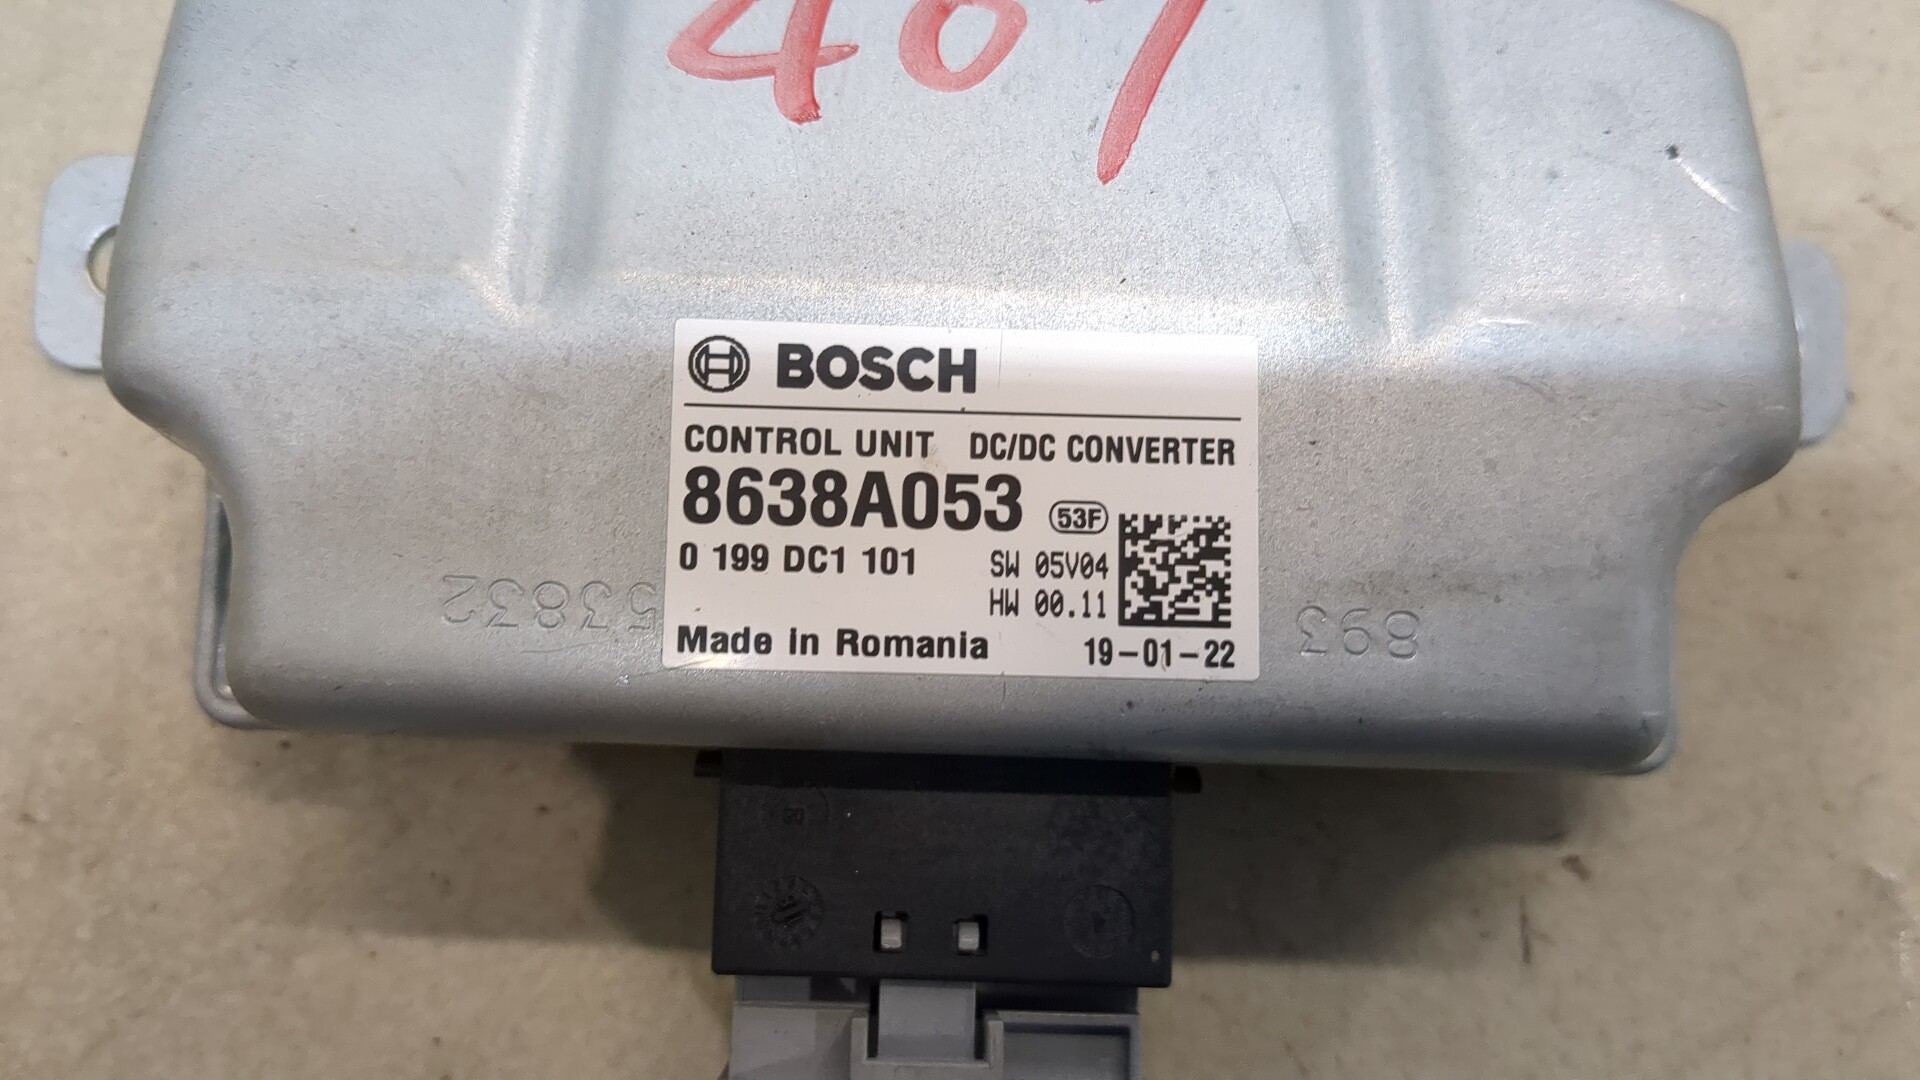 407
BOSCH
CONTROL UNIT DC/DC CONVERTER
8638A053 53F
0 199 DC1 101 SW 05V04
HW 00.11
53832
893
Made in Romania 19-01-22